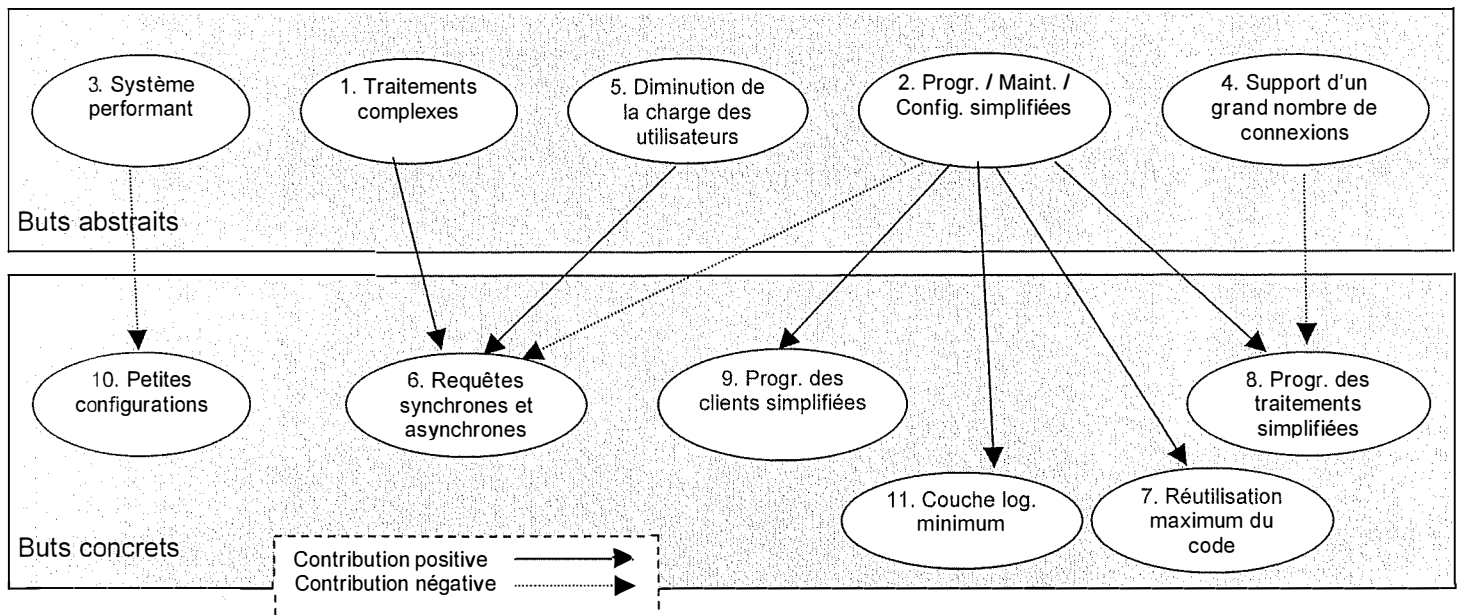 3. Système
performant
1. Traitements
complexes
5. Diminution de
la charge des
utilisateurs
2. Progr. / Maint. /
Config. simplifiées
4. Support d'un
grand nombre de
connexions
Buts abstraits
10. Petites
configurations
6. Requêtes
synchrones et
asynchrones
9. Progr. des
clients simplifiées
8. Progr. des
traitements
simplifiées
11. Couche log.
minimum
7. Réutilisation
maximum du
code
Buts concrets
Contribution positive
Contribution négative